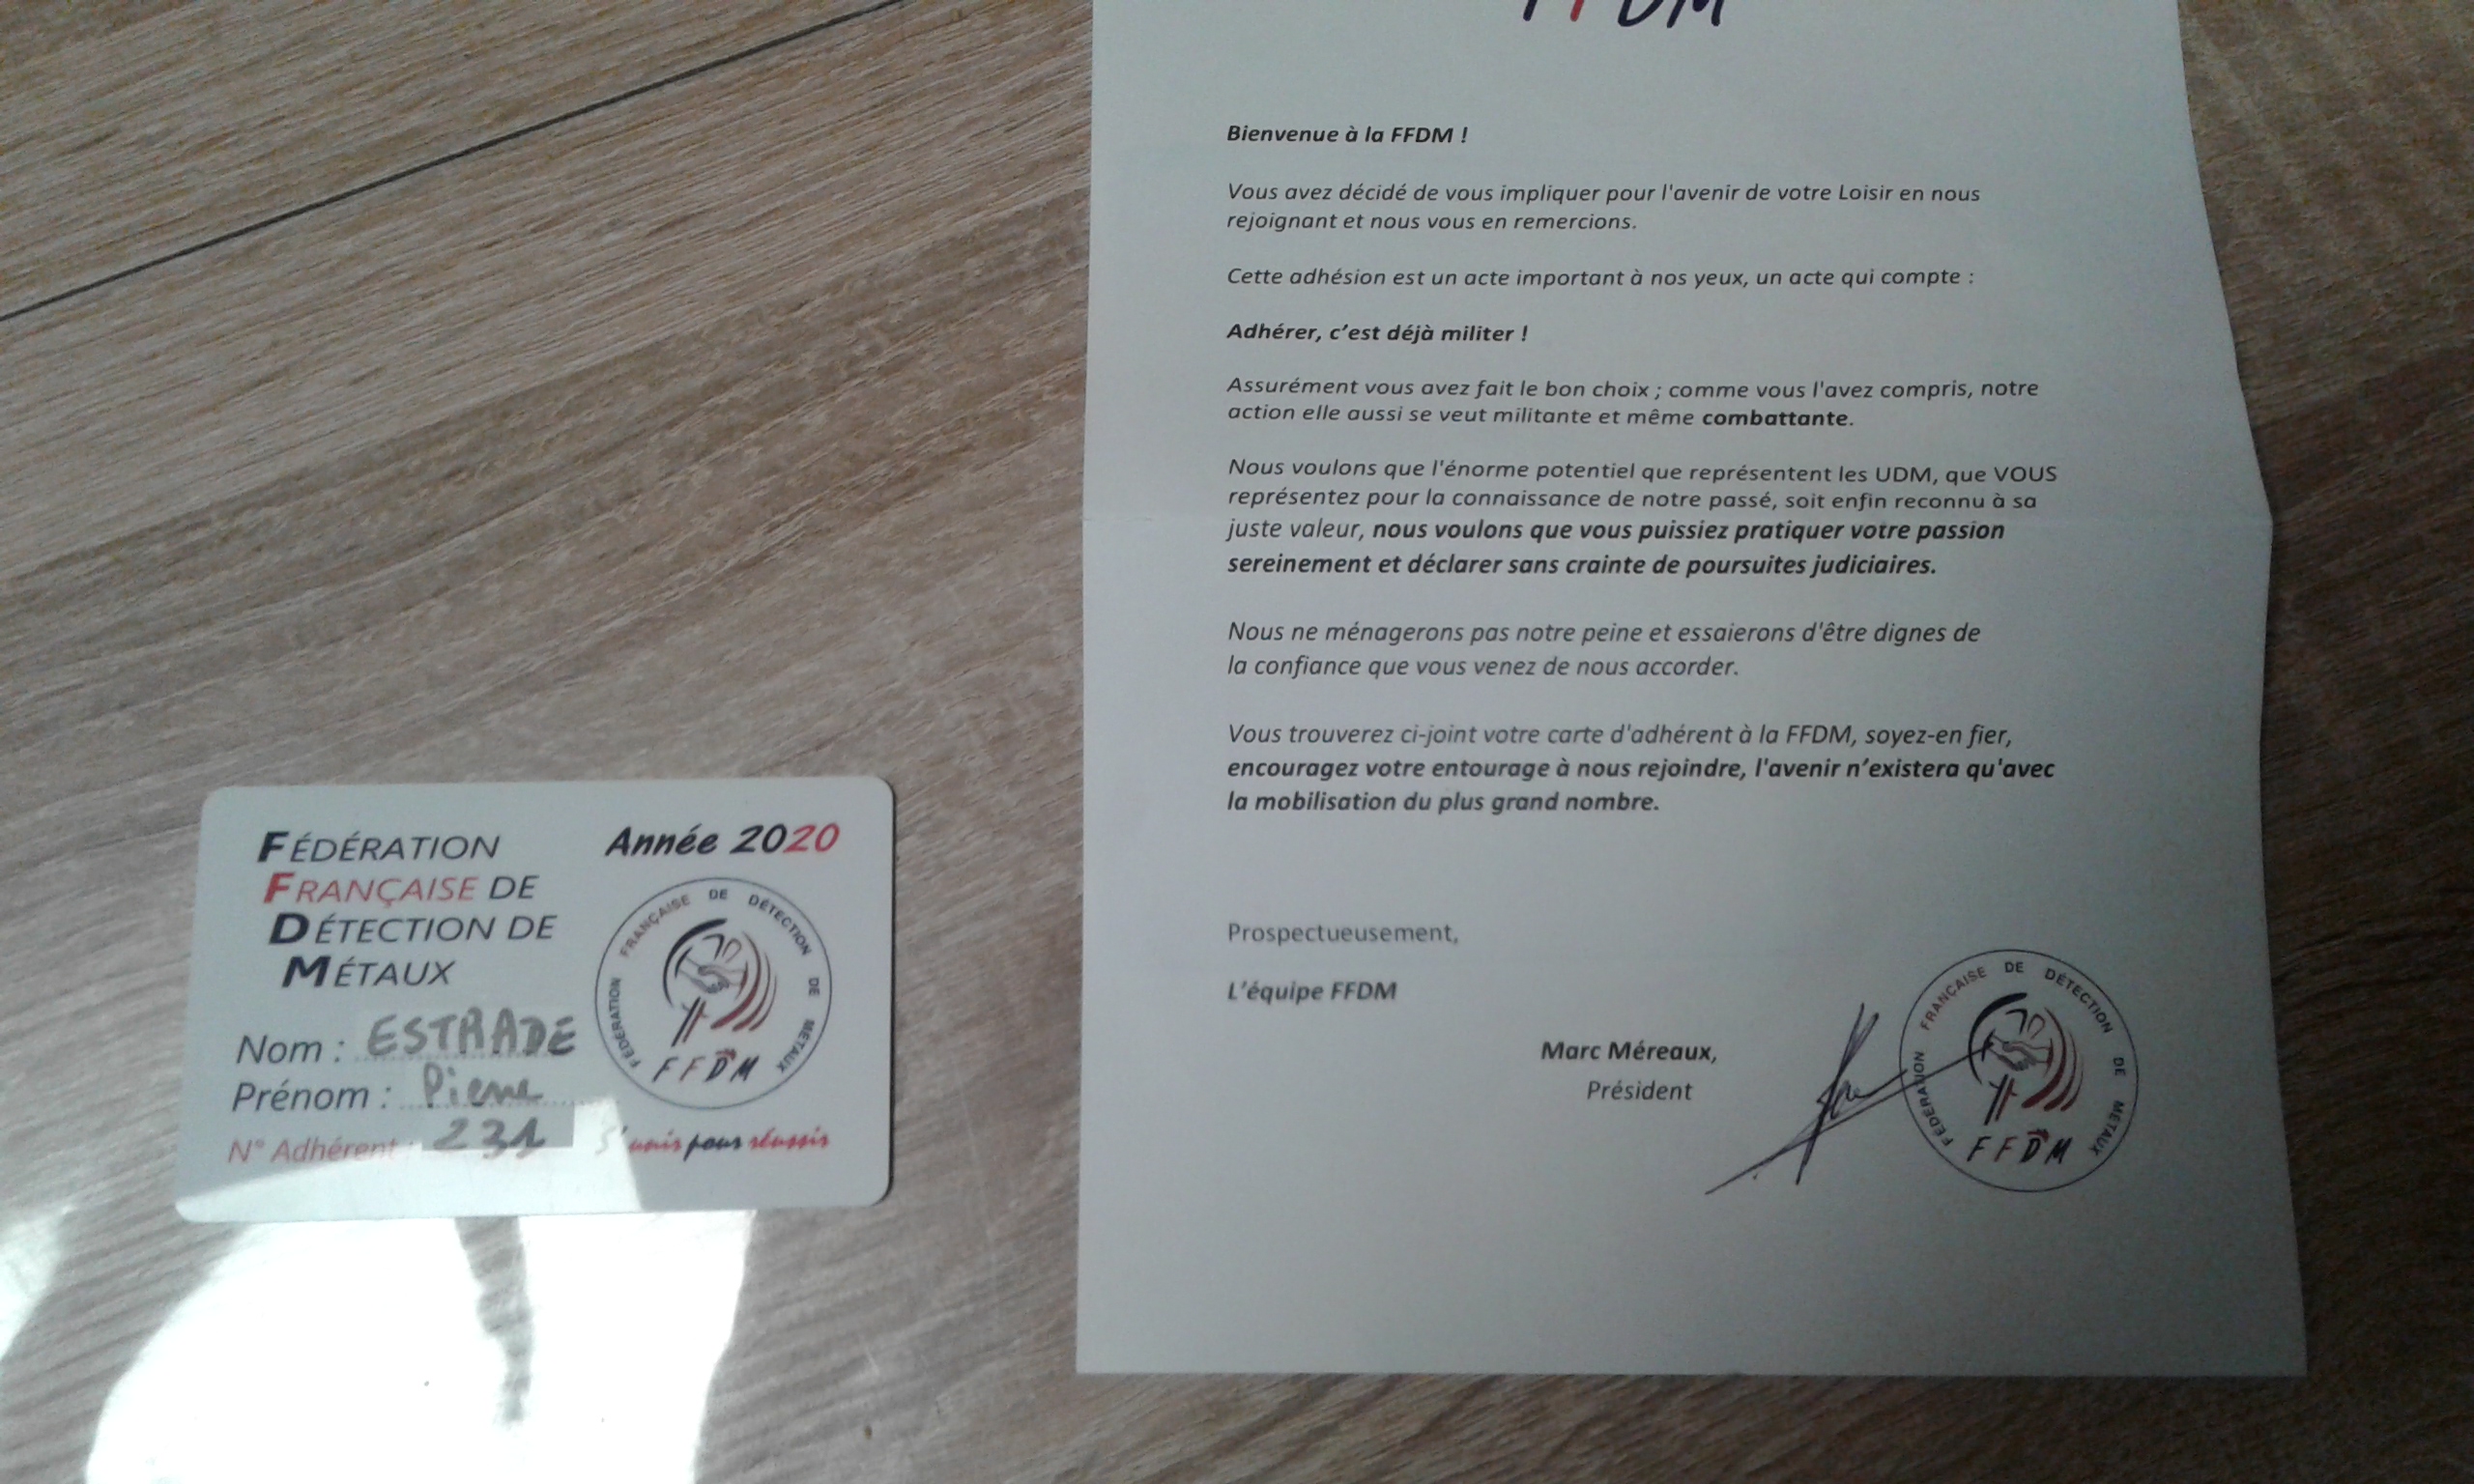 FÉDÉRATION
FRANÇAISE DE
DÉTECTION DE
MÉTAUX
Année 2020
FÉDÉRATION FRANÇAISE DE DÉTECTION DE MÉTAUX
FFDM
Nom : ESTRADE
Prénom : Pierre
N° Adhérent : 231
S'unir pour réussir
FFDM
Bienvenue à la FFDM !
Vous avez décidé de vous impliquer pour l'avenir de votre Loisir en nous
rejoignant et nous vous en remercions.
Cette adhésion est un acte important à nos yeux, un acte qui compte :
Adhérer, c’est déjà militer !
Assurément vous avez fait le bon choix ; comme vous l'avez compris, notre
action elle aussi se veut militante et même combattante.
Nous voulons que l'énorme potentiel que représentent les UDM, que VOUS
représentez pour la connaissance de notre passé, soit enfin reconnu à sa
juste valeur, nous voulons que vous puissiez pratiquer votre passion
sereinement et déclarer sans crainte de poursuites judiciaires.
Nous ne ménagerons pas notre peine et essaierons d'être dignes de
la confiance que vous venez de nous accorder.
Vous trouverez ci-joint votre carte d'adhérent à la FFDM, soyez-en fier,
encouragez votre entourage à nous rejoindre, l'avenir n’existera qu'avec
la mobilisation du plus grand nombre.
Prospectueusement,
L’équipe FFDM
Marc Méreaux,
Président
FÉDÉRATION FRANÇAISE DE DÉTECTION DE MÉTAUX
FFDM